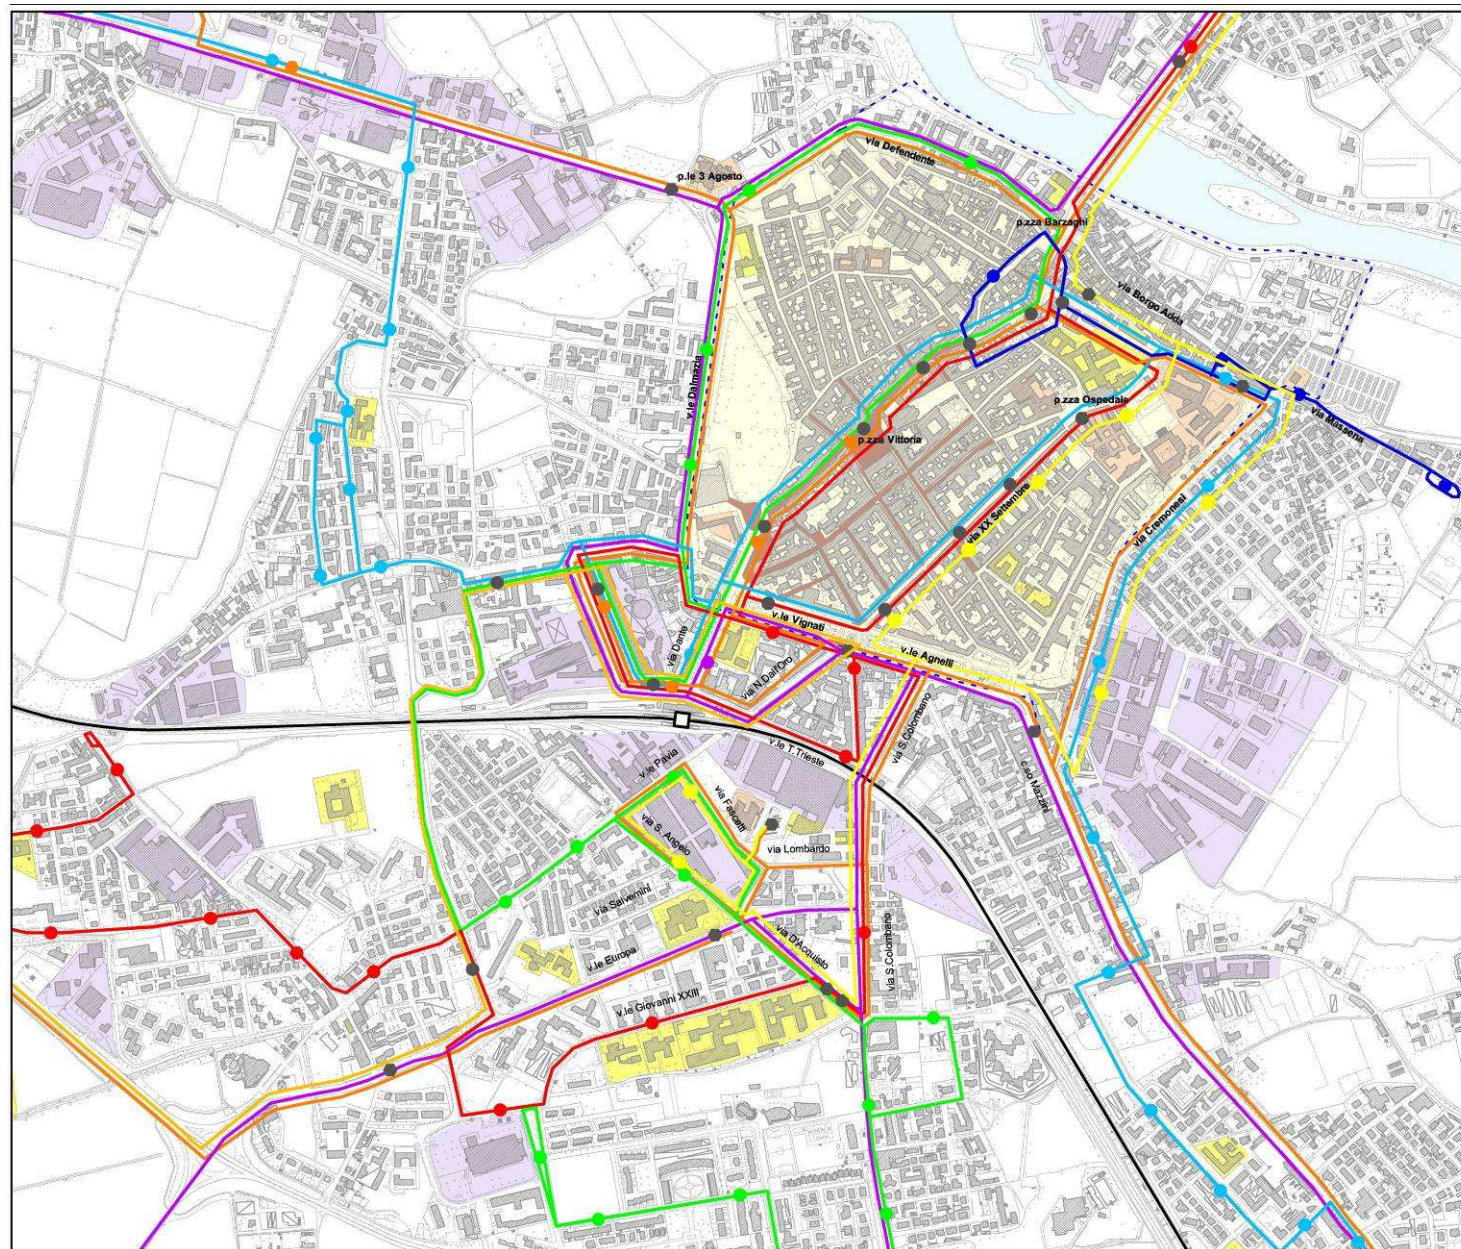 via Defendente
p.le 3 Agosto
p.zza Barzaghi
via Borgo Adda
v.le Dalmazia
p.zza Ospedale
via Massena
p.zza Vittoria
via XX Settembre
via Cremonesi
v.le Vignati
via Dante
v.le Agnelli
via N.Dall'Oro
via S.Colombano
v.le T.Trieste
v.le Pavia
c.so Mazzini
via Fascetti
via S. Angelo
via Lombardo
via Salvemini
via D'Acquisto
via S.Colombano
v.le Europa
v.le Giovanni XXIII